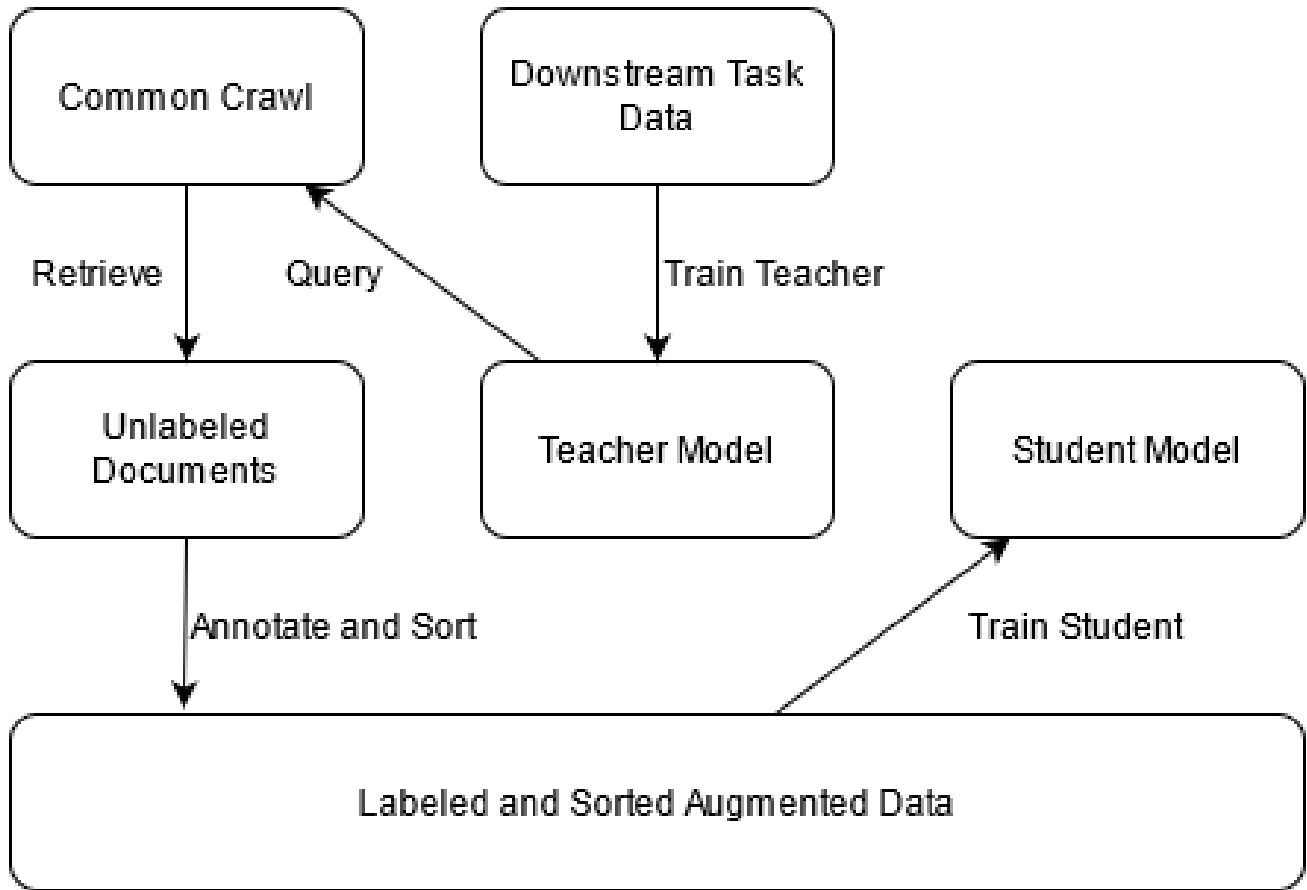 Common Crawl
Downstream Task
Data
Retrieve
Query
Train Teacher
Unlabeled
Documents
Teacher Model
Student Model
Annotate and Sort
Train Student
Labeled and Sorted Augmented Data